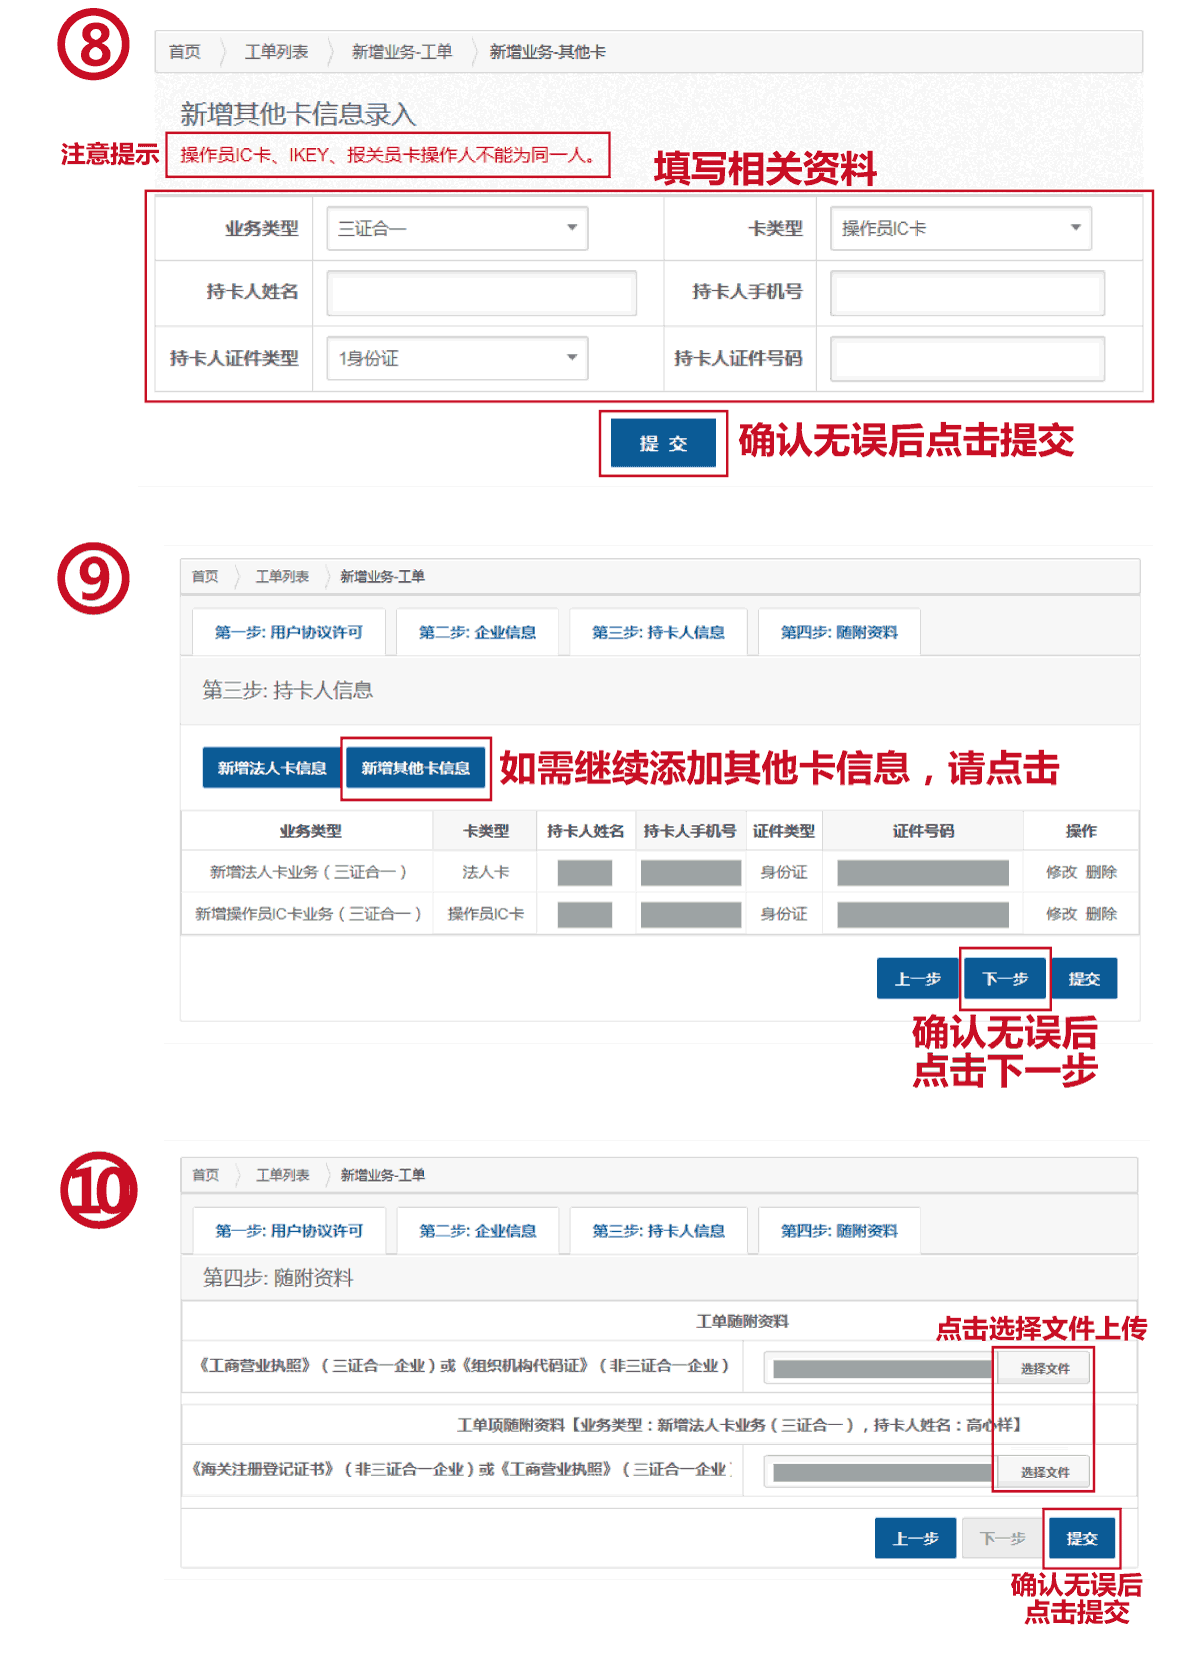 ⑧
首页 工单列表 新增业务-工单 新增业务-其他卡
新增其他卡信息录入
注意提示 操作员IC卡、IKEY、报关员卡操作人不能为同一人。
填写相关资料
业务类型 三证合一 卡类型 操作员IC卡
持卡人姓名 持卡人手机号
持卡人证件类型 1身份证 持卡人证件号码
提 交 确认无误后点击提交
⑨
首页 工单列表 新增业务-工单
第一步: 用户协议许可 第二步: 企业信息 第三步: 持卡人信息 第四步: 随附资料
第三步: 持卡人信息
新增法人卡信息 新增其他卡信息 如需继续添加其他卡信息，请点击
业务类型 卡类型 持卡人姓名 持卡人手机号 证件类型 证件号码 操作
新增法人卡业务（三证合一） 法人卡 身份证 修改 删除
新增操作员IC卡业务（三证合一） 操作员IC卡 身份证 修改 删除
上一步 下一步 提交
确认无误后
点击下一步
⑩
首页 工单列表 新增业务-工单
第一步: 用户协议许可 第二步: 企业信息 第三步: 持卡人信息 第四步: 随附资料
第四步: 随附资料
工单随附资料
点击选择文件上传
《工商营业执照》（三证合一企业）或《组织机构代码证》（非三证合一企业） 选择文件
工单项随附资料【业务类型：新增法人卡业务（三证合一），持卡人姓名：高心祥】
《海关注册登记证书》（非三证合一企业）或《工商营业执照》（三证合一企业 选择文件
上一步 下一步 提交
确认无误后
点击提交